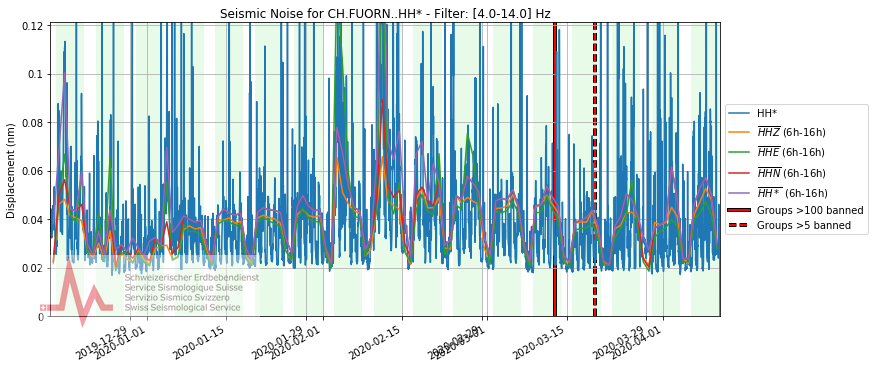 Seismic Noise for CH.FUORN..HH* - Filter: [4.0-14.0] Hz
Displacement (nm)
0.12
0.1
0.08
0.06
0.04
0.02
0
HH*
HHZ (6h-16h)
HHE (6h-16h)
HHN (6h-16h)
HH* (6h-16h)
Groups >100 banned
Groups >5 banned
Schweizerischer Erdbebendienst
Service Sismologique Suisse
Servizio Sismico Svizzero
Swiss Seismological Service
2019-12-29
2020-01-01
2020-01-15
2020-01-29
2020-02-01
2020-02-15
2020-03-01
2020-03-15
2020-03-29
2020-04-01